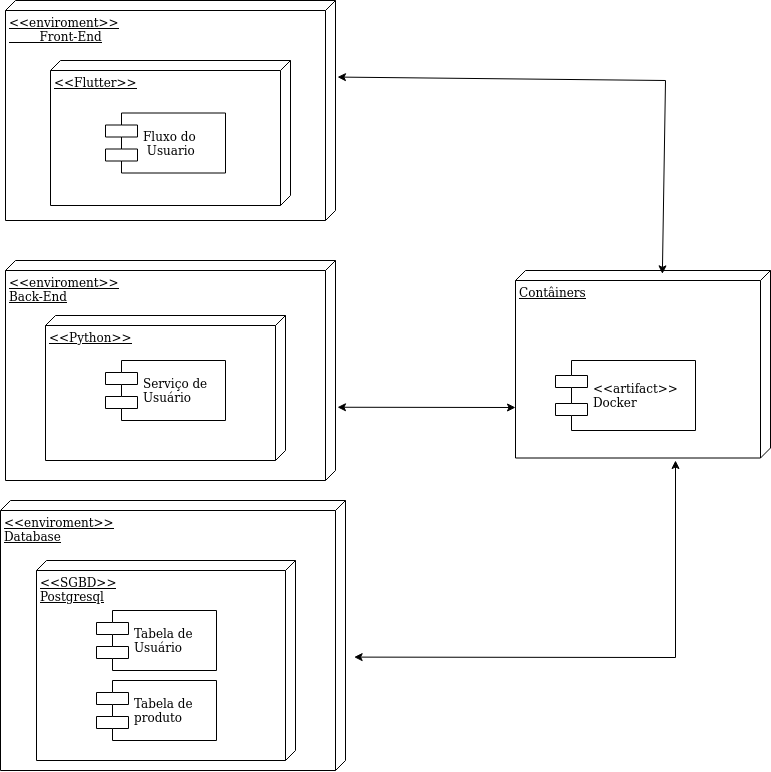 <<enviroment>>
Front-End
<<Flutter>>
Fluxo do
Usuario
<<enviroment>>
Back-End
<<Python>>
Serviço de
Usuário
Contâiners
<<artifact>>
Docker
<<enviroment>>
Database
<<SGBD>>
Postgresql
Tabela de
Usuário
Tabela de
produto